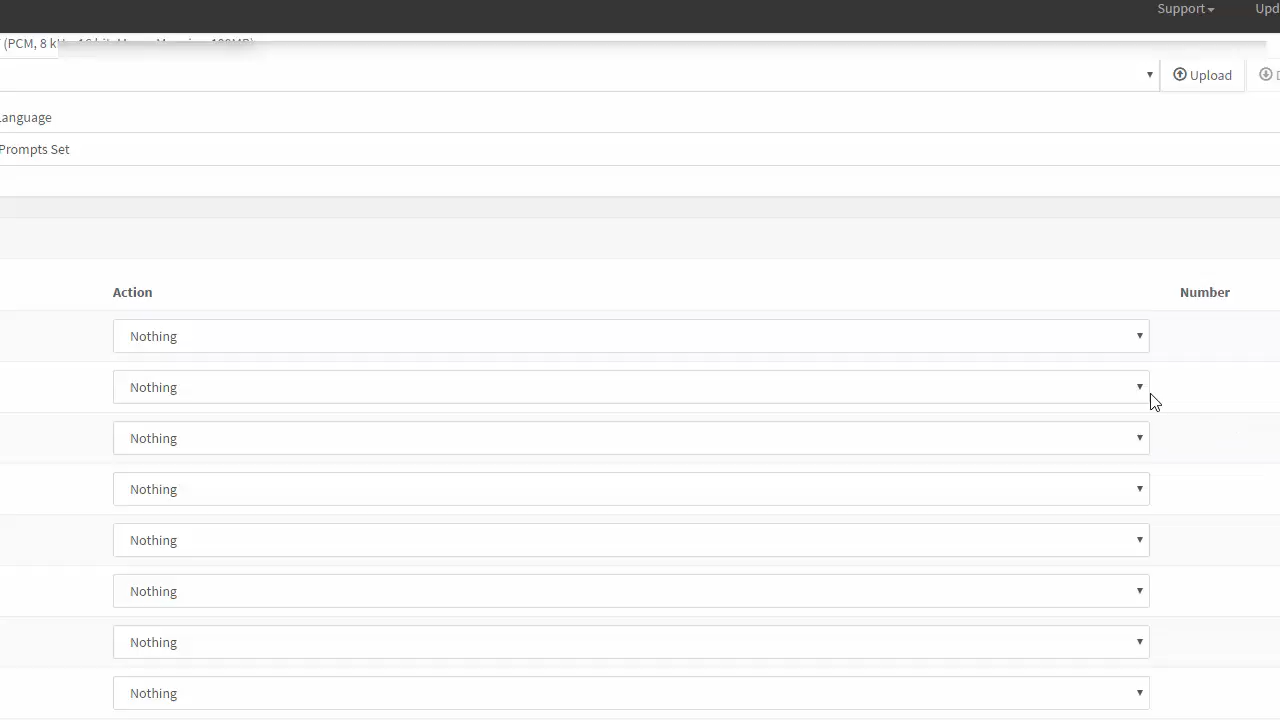 Support
Upd
(PCM, 8 k
Upload
Language
Prompts Set
Action
Number
Nothing
Nothing
Nothing
Nothing
Nothing
Nothing
Nothing
Nothing